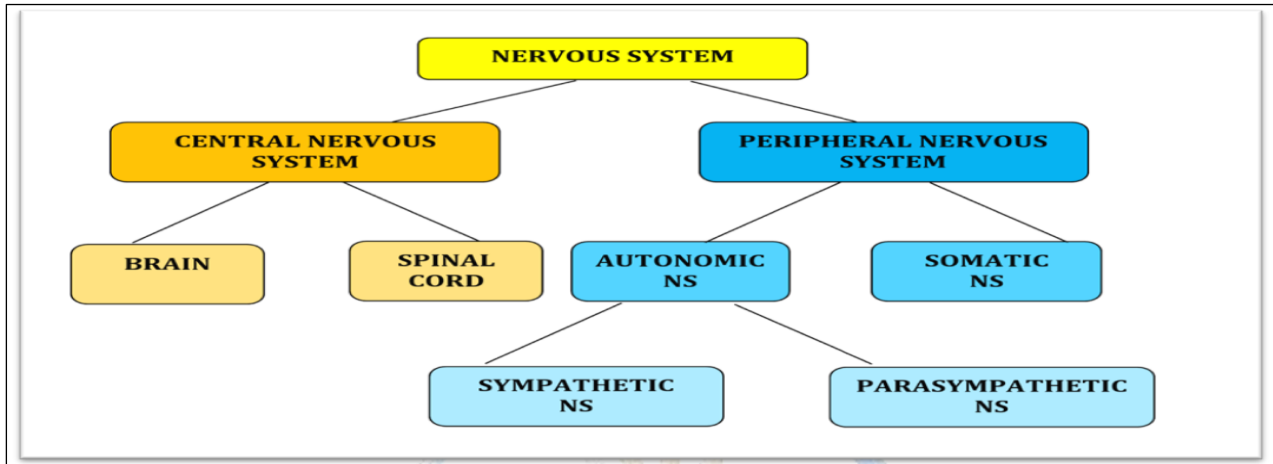 NERVOUS SYSTEM
CENTRAL NERVOUS
SYSTEM
PERIPHERAL NERVOUS
SYSTEM
BRAIN
SPINAL
CORD
AUTONOMIC
NS
SOMATIC
NS
SYMPATHETIC
NS
PARASYMPATHETIC
NS